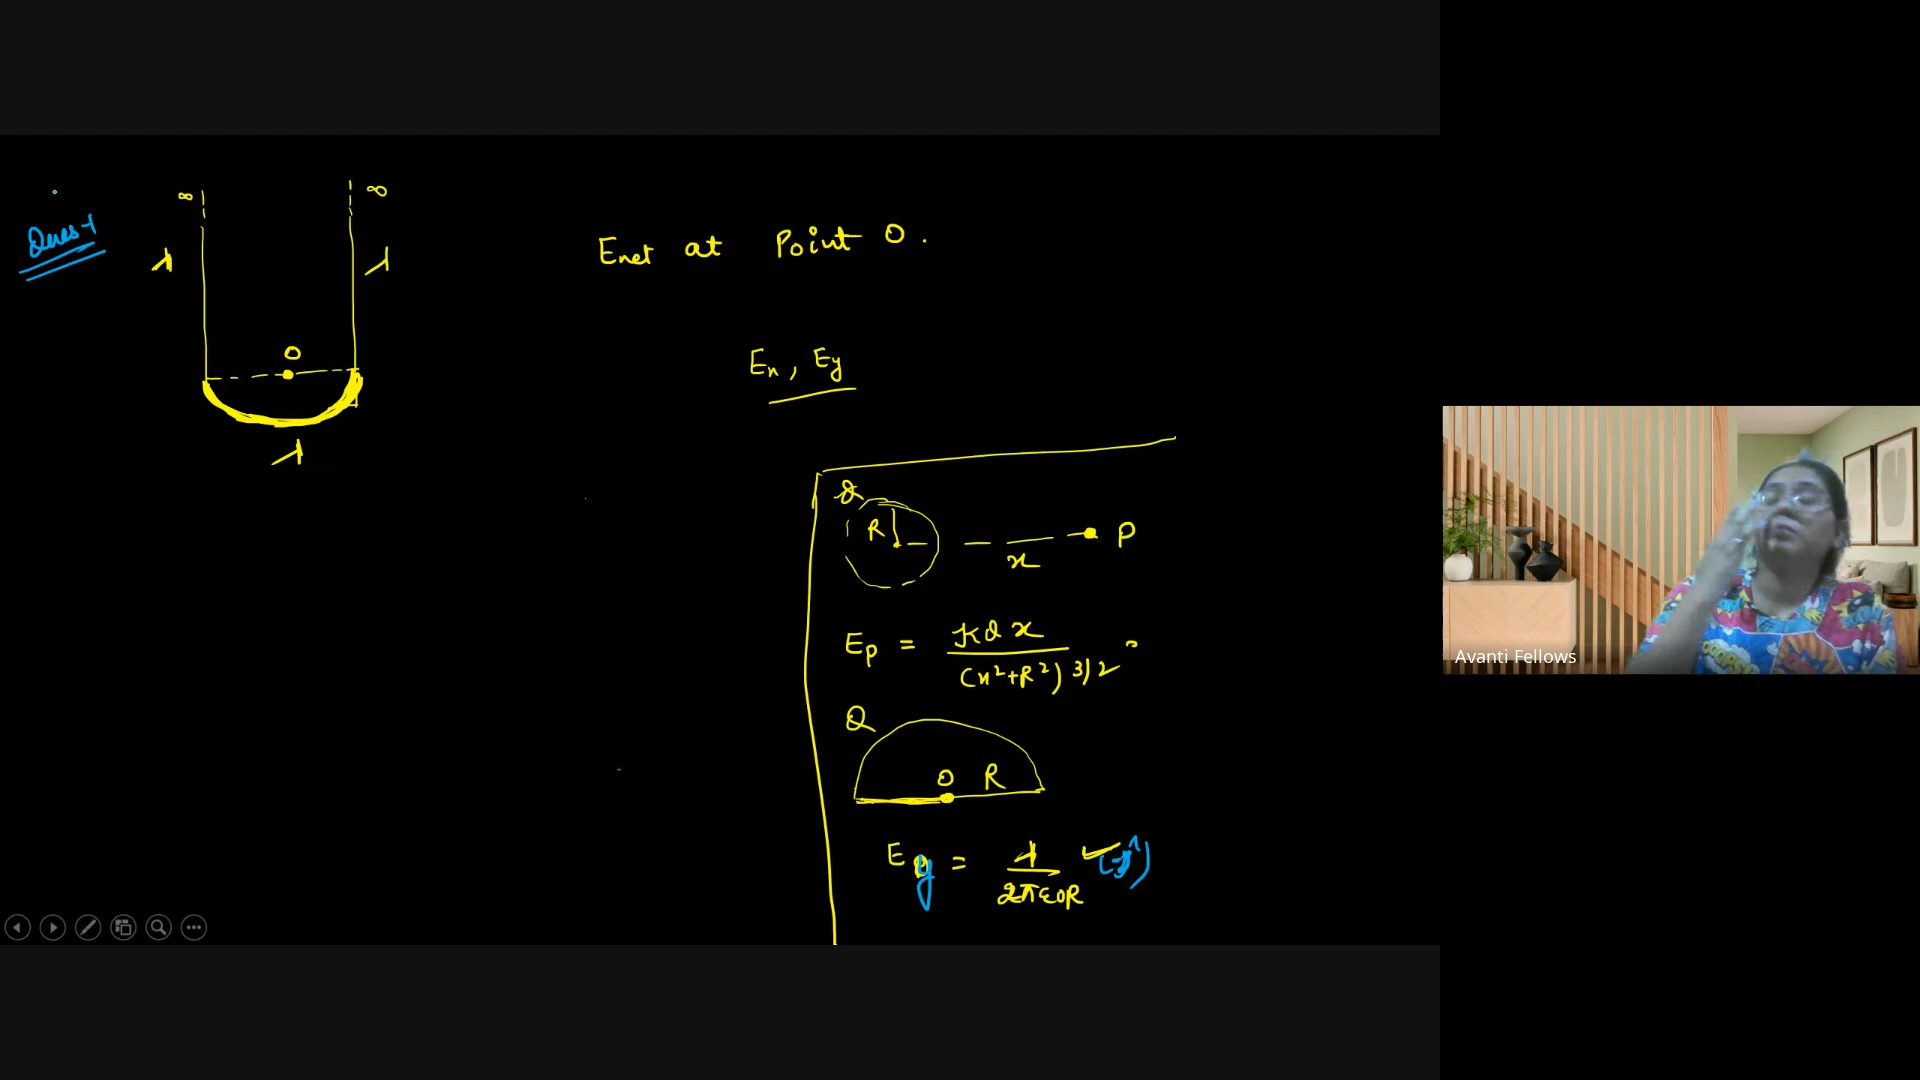 Ques-1
∞ ∞
λ λ
O
λ
Enet at Point O.
Ex, Ey
Q
R
x
P
Ep = KQx / (x²+R²)3/2
Q
O R
Ey = λ / 2πε0R (-ĵ)
Avanti Fellows